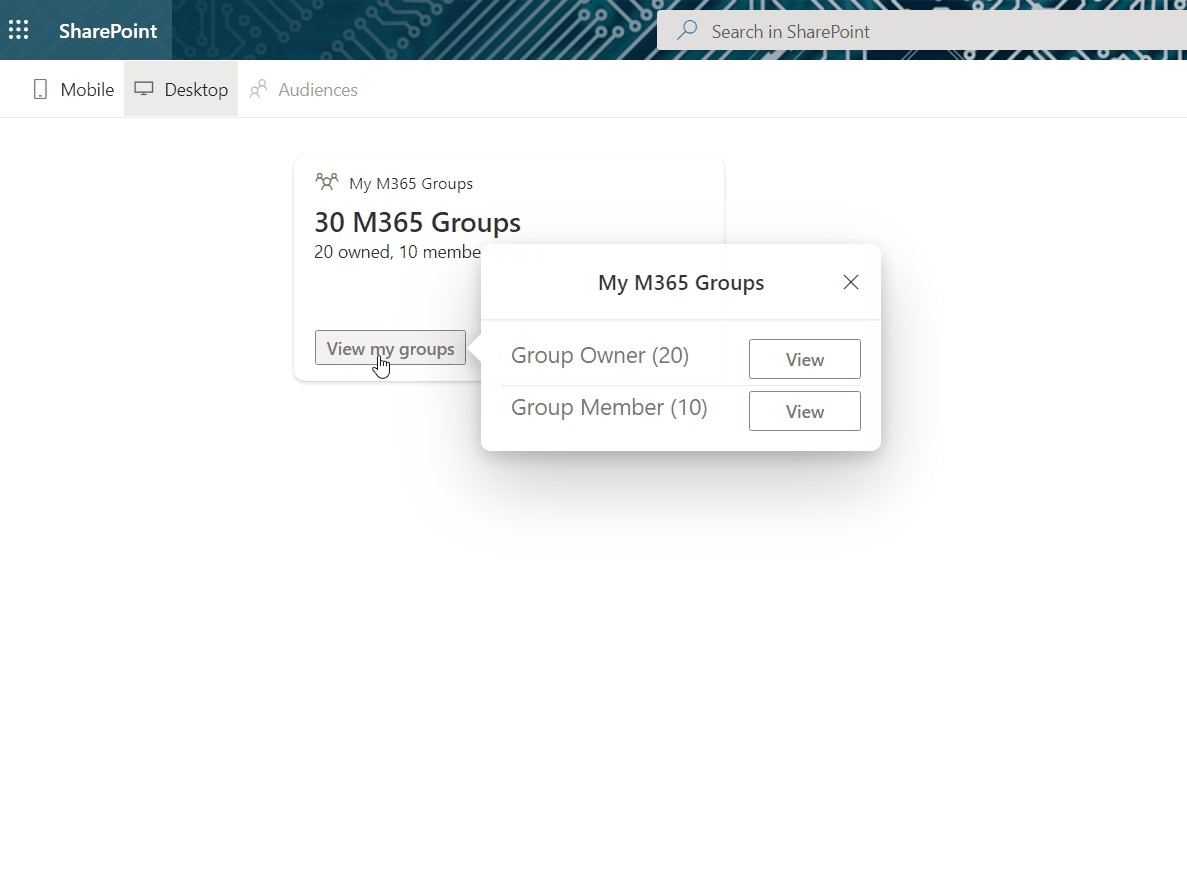 SharePoint
Search in SharePoint
Mobile
Desktop
Audiences
My M365 Groups
30 M365 Groups
20 owned, 10 membe
View my groups
My M365 Groups
Group Owner (20)
View
Group Member (10)
View